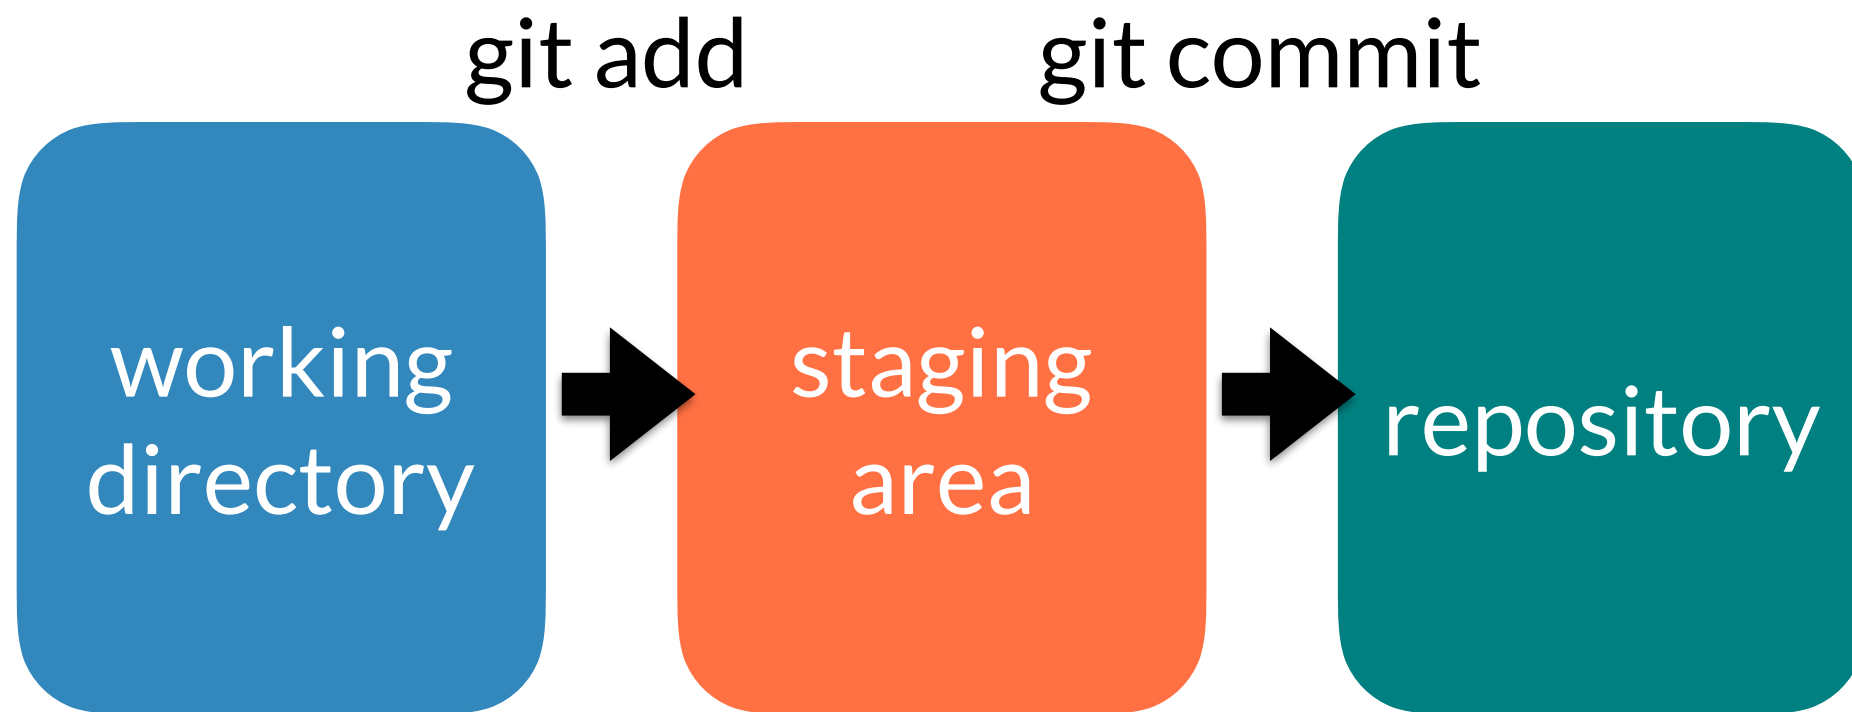 git add
git commit
working
directory
staging
area
repository